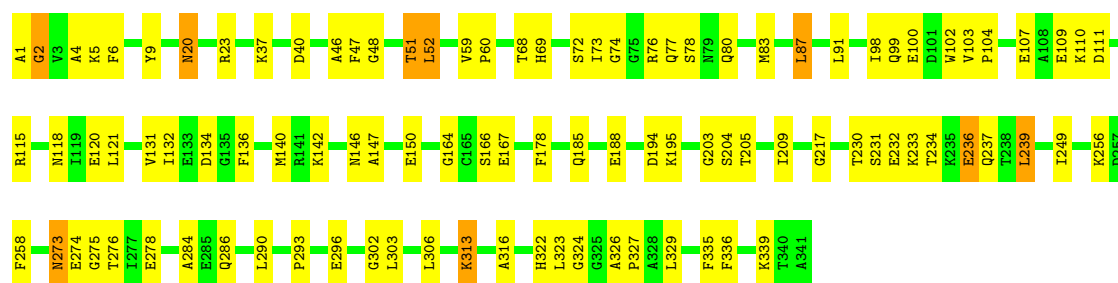 A1 G2 V3 A4 K5 F6 Y9 N20 R23 K37 D40 A46 F47 G48 T51 L52 V59 P60 T68 H69 S72 I73 G74 G75 R76 Q77 S78 N79 Q80 M83 L87 L91 I98 Q99 E100 D101 W102 V103 P104 E107 A108 E109 K110 D111
R115 N118 I119 E120 L121 V131 I132 E133 D134 G135 F136 M140 R141 K142 N146 A147 E150 G164 C165 S166 E167 F178 Q185 E188 D194 K195 G203 S204 T205 I209 G217 T230 S231 E232 K233 T234 K235 E236 Q237 T238 L239 I249 K256 D257
F258 N273 E274 G275 T276 I277 E278 A284 E285 Q286 L290 P293 E296 G302 L303 L306 K313 A316 H322 L323 G324 G325 A326 P327 A328 L329 F335 F336 K339 T340 A341